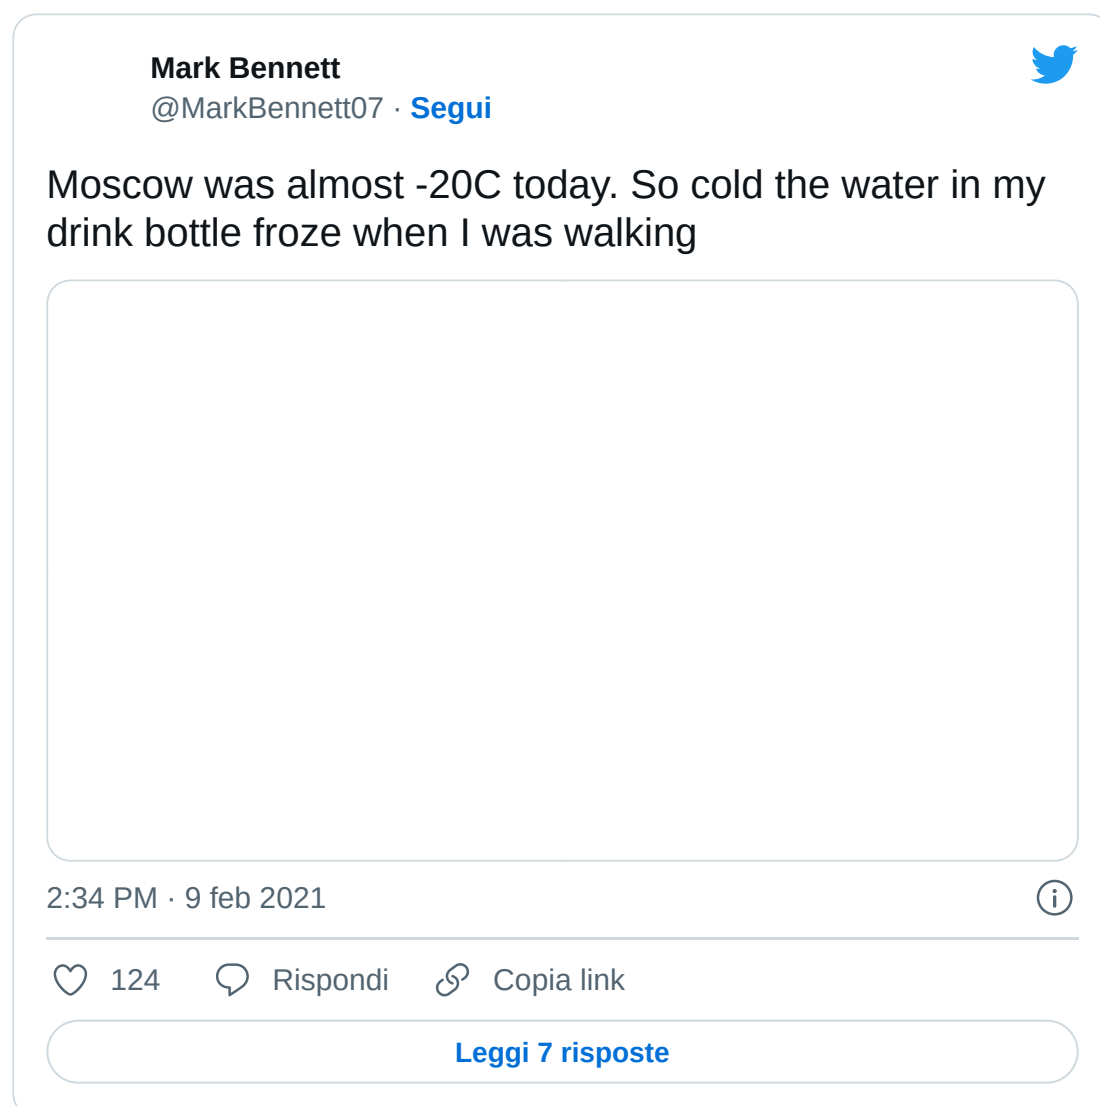 Mark Bennett
@MarkBennett07 · Segui
Moscow was almost -20C today. So cold the water in my
drink bottle froze when I was walking
2:34 PM · 9 feb 2021
124 Rispondi Copia link
Leggi 7 risposte